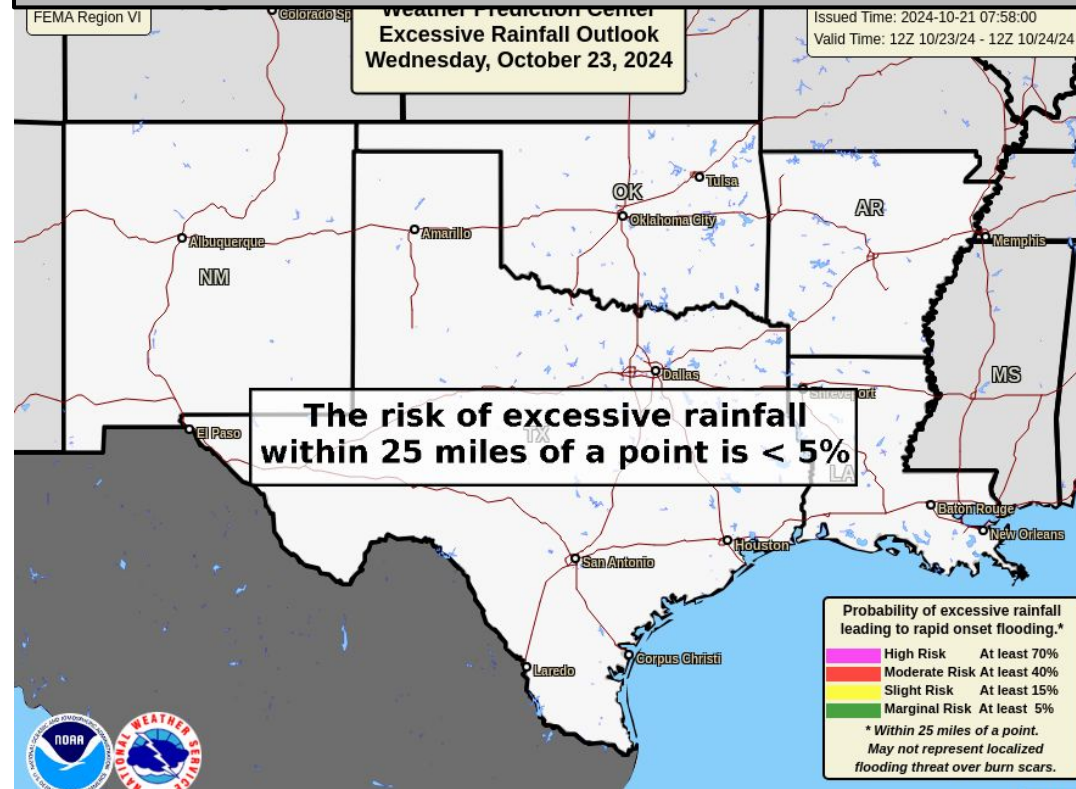 FEMA Region VI
Weather Prediction Center
Excessive Rainfall Outlook
Wednesday, October 23, 2024
Issued Time: 2024-10-21 07:58:00
Valid Time: 12Z 10/23/24 - 12Z 10/24/24
Colorado Sp
OK
Tulsa
Oklahoma City
AR
Albuquerque
Amarillo
Memphis
NM
Dallas
MS
Shreveport
The risk of excessive rainfall
within 25 miles of a point is < 5%
El Paso
TX
LA
Baton Rouge
New Orleans
Houston
San Antonio
Laredo
Corpus Christi
Probability of excessive rainfall
leading to rapid onset flooding.*
High Risk At least 70%
Moderate Risk At least 40%
Slight Risk At least 15%
Marginal Risk At least 5%
* Within 25 miles of a point.
May not represent localized
flooding threat over burn scars.
NOAA
NATIONAL WEATHER SERVICE